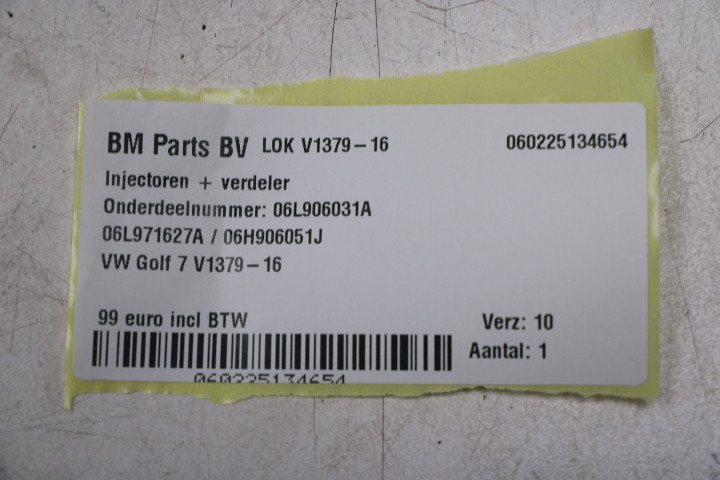 BM Parts BV LOK V1379-16 060225134654
Injectoren + verdeler
Onderdeelnummer: 06L906031A
06L971627A / 06H906051J
VW Golf 7 V1379-16
99 euro incl BTW Verz: 10
Aantal: 1
060225134654